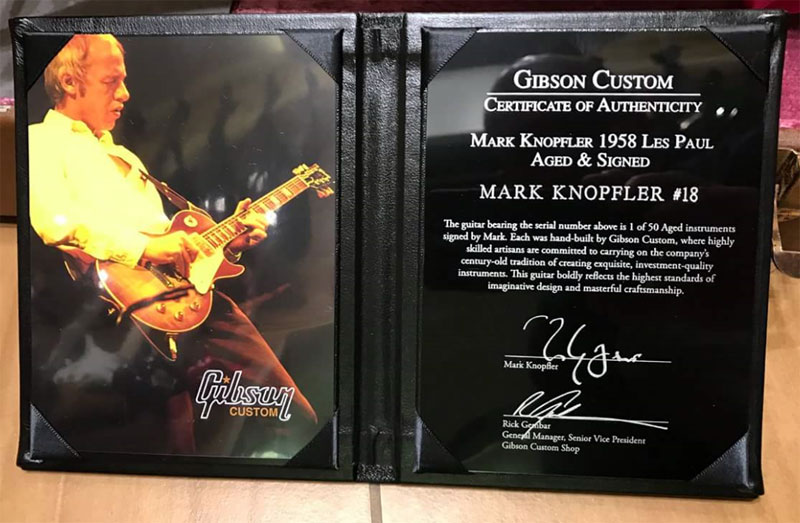 Gibson
CUSTOM
GIBSON CUSTOM
CERTIFICATE OF AUTHENTICITY
MARK KNOPFLER 1958 LES PAUL
AGED & SIGNED
MARK KNOPFLER #18
The guitar bearing the serial number above is 1 of 50 Aged instruments
signed by Mark. Each was hand-built by Gibson Custom, where highly
skilled artisans are committed to carrying on the company's
century-old tradition of creating exquisite, investment-quality
instruments. This guitar boldly reflects the highest standards of
imaginative design and masterful craftsmanship.
Mark Knopfler
Rick Gembar
General Manager, Senior Vice President
Gibson Custom Shop